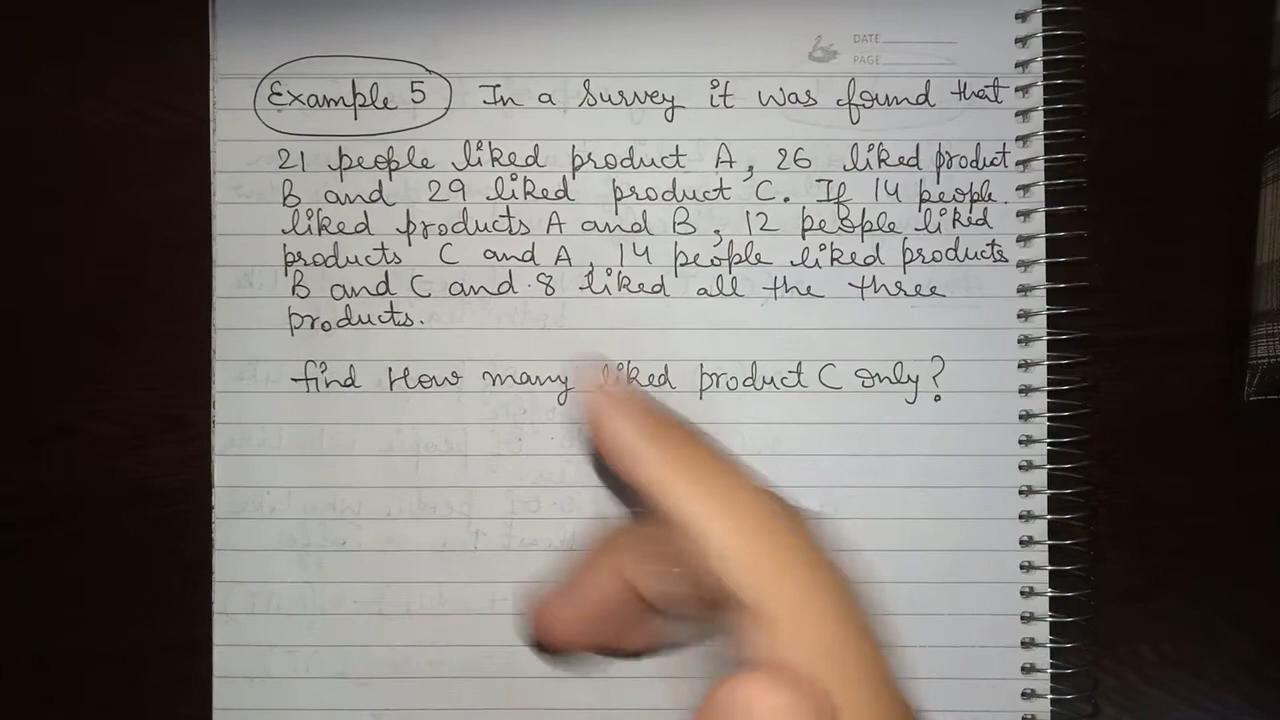 DATE
PAGE
Example 5 In a Survey it was found that
21 people liked product A, 26 liked product
B and 29 liked product C. If 14 people
liked products A and B, 12 people liked
products C and A, 14 people liked products
B and C and 8 liked all the three
products.
find How many liked product C only?